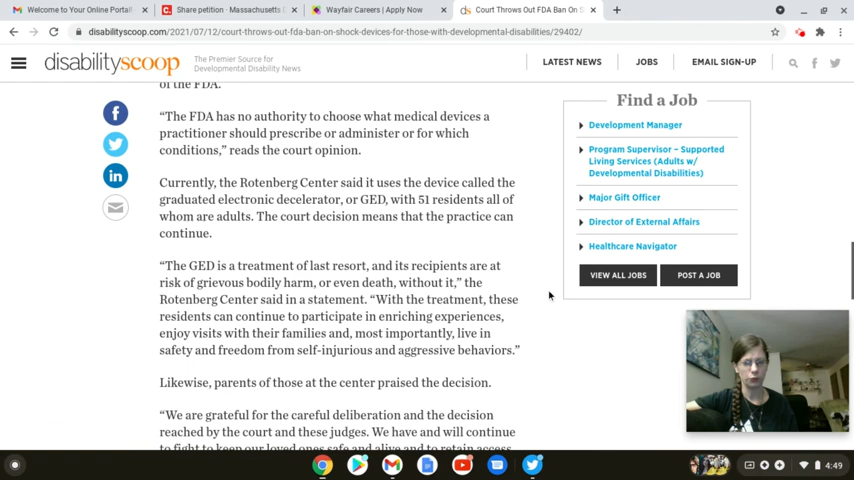 Welcome to Your Online Portal
Share petition · Massachusetts D
Wayfair Careers | Apply Now
Court Throws Out FDA Ban On S
disabilityscoop.com/2021/07/12/court-throws-out-fda-ban-on-shock-devices-for-those-with-developmental-disabilities/29402/
disabilityscoop
The Premier Source for
Developmental Disability News
LATEST NEWS
JOBS
EMAIL SIGN-UP
of the FDA.
“The FDA has no authority to choose what medical devices a
practitioner should prescribe or administer or for which
conditions,” reads the court opinion.
Currently, the Rotenberg Center said it uses the device called the
graduated electronic decelerator, or GED, with 51 residents all of
whom are adults. The court decision means that the practice can
continue.
“The GED is a treatment of last resort, and its recipients are at
risk of grievous bodily harm, or even death, without it,” the
Rotenberg Center said in a statement. “With the treatment, these
residents can continue to participate in enriching experiences,
enjoy visits with their families and, most importantly, live in
safety and freedom from self-injurious and aggressive behaviors.”
Likewise, parents of those at the center praised the decision.
“We are grateful for the careful deliberation and the decision
reached by the court and these judges. We have and will continue
to fight to keep our loved ones safe and alive and to retain access
Find a Job
Development Manager
Program Supervisor – Supported
Living Services (Adults w/
Developmental Disabilities)
Major Gift Officer
Director of External Affairs
Healthcare Navigator
VIEW ALL JOBS
POST A JOB
4:49